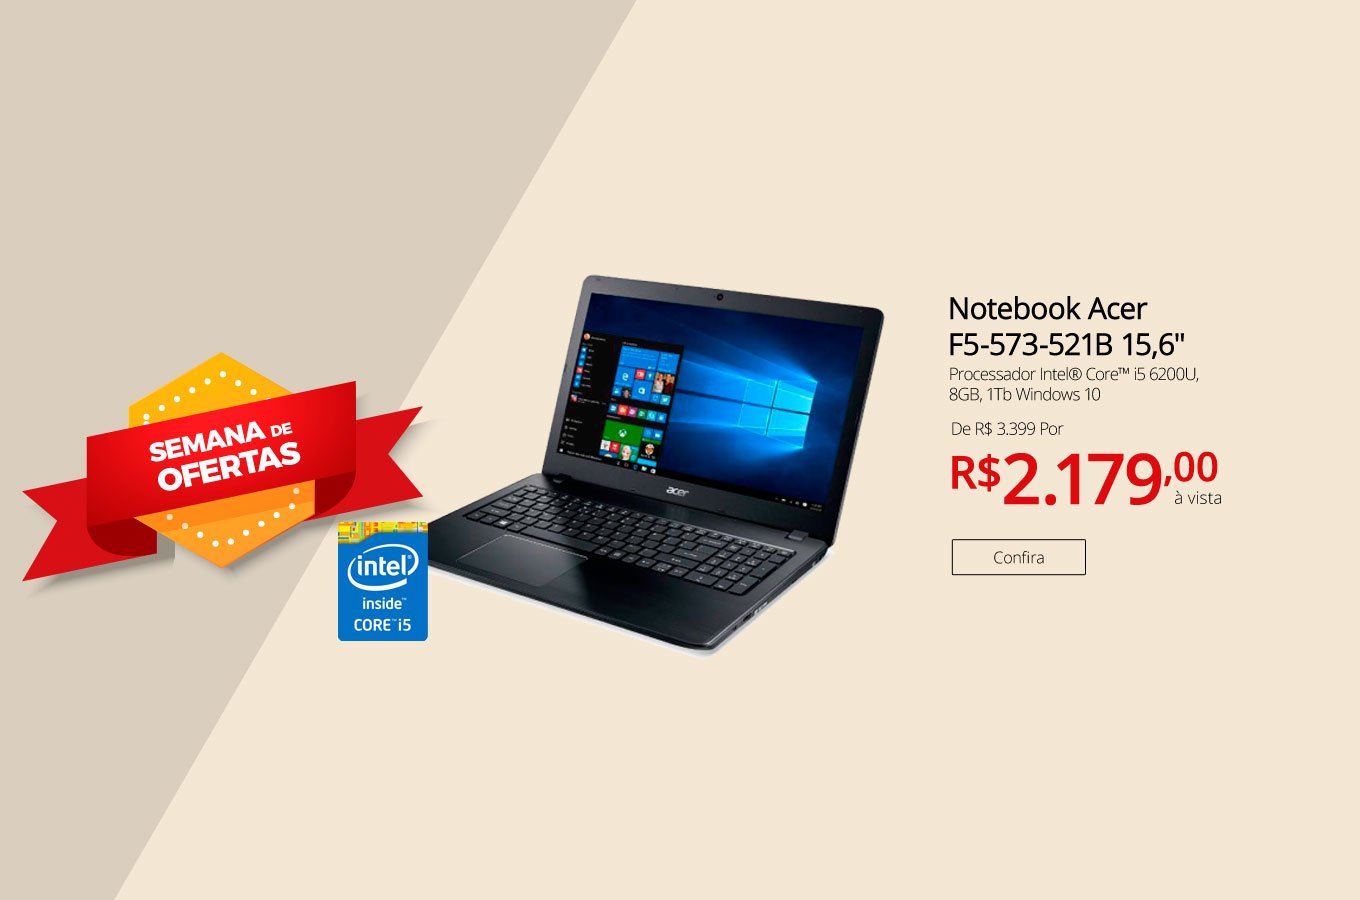 SEMANA DE
OFERTAS
intel®
inside™
CORE™ i5
acer
Notebook Acer
F5-573-521B 15,6"
Processador Intel® Core™ i5 6200U,
8GB, 1Tb Windows 10
De R$ 3.399 Por
R$2.179,00
à vista
Confira